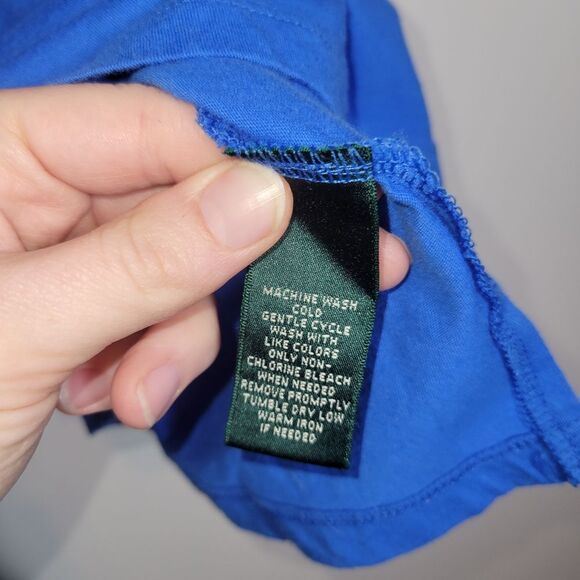 MACHINE WASH
COLD
GENTLE CYCLE
WASH WITH
LIKE COLORS
ONLY NON-
CHLORINE BLEACH
WHEN NEEDED
REMOVE PROMPTLY
TUMBLE DRY LOW
WARM IRON
IF NEEDED